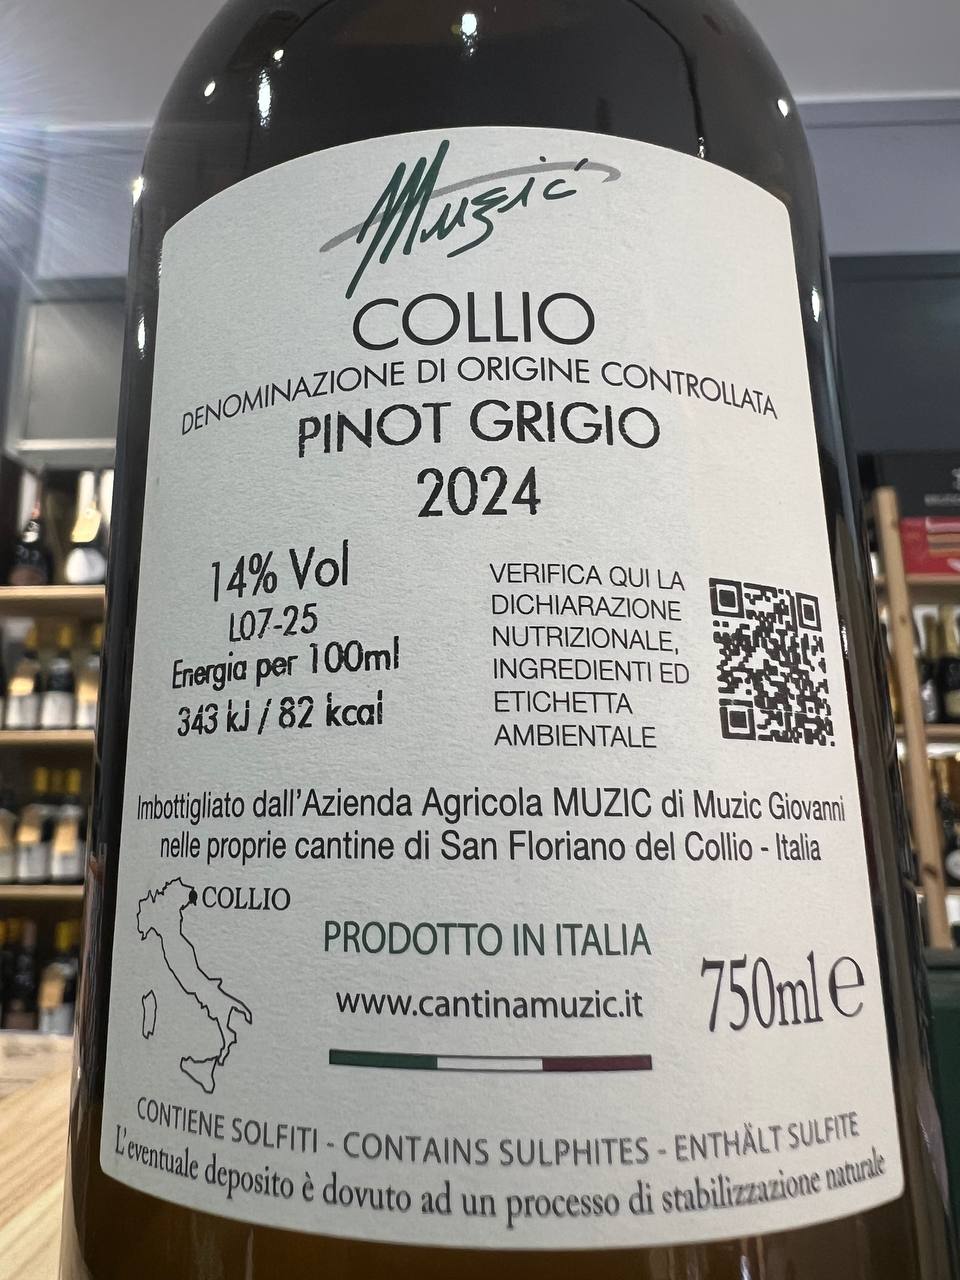 Muzic
COLLIO
DENOMINAZIONE DI ORIGINE CONTROLLATA
PINOT GRIGIO
2024
14% Vol
L07-25
Energia per 100ml
343 kJ / 82 kcal
VERIFICA QUI LA
DICHIARAZIONE
NUTRIZIONALE,
INGREDIENTI ED
ETICHETTA
AMBIENTALE
Imbottigliato dall'Azienda Agricola MUZIC di Muzic Giovanni
nelle proprie cantine di San Floriano del Collio - Italia
COLLIO
PRODOTTO IN ITALIA
www.cantinamuzic.it
750ml e
CONTIENE SOLFITI - CONTAINS SULPHITES - ENTHÄLT SULFITE
L'eventuale deposito è dovuto ad un processo di stabilizzazione naturale